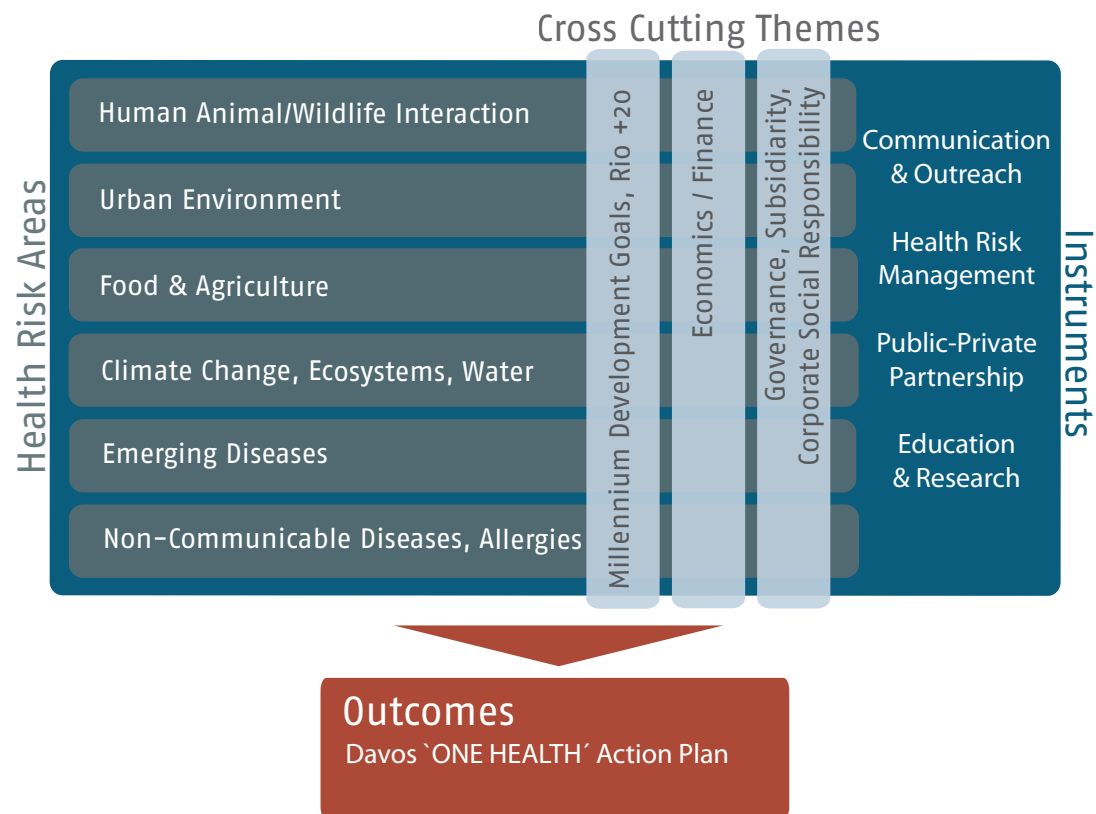 Cross Cutting Themes
Health Risk Areas
Human Animal/Wildlife Interaction
Urban Environment
Food & Agriculture
Climate Change, Ecosystems, Water
Emerging Diseases
Non-Communicable Diseases, Allergies
Millennium Development Goals, Rio +20
Economics / Finance
Governance, Subsidiarity,
Corporate Social Responsibility
Communication
& Outreach
Health Risk
Management
Public-Private
Partnership
Education
& Research
Instruments
Outcomes
Davos `ONE HEALTH´ Action Plan